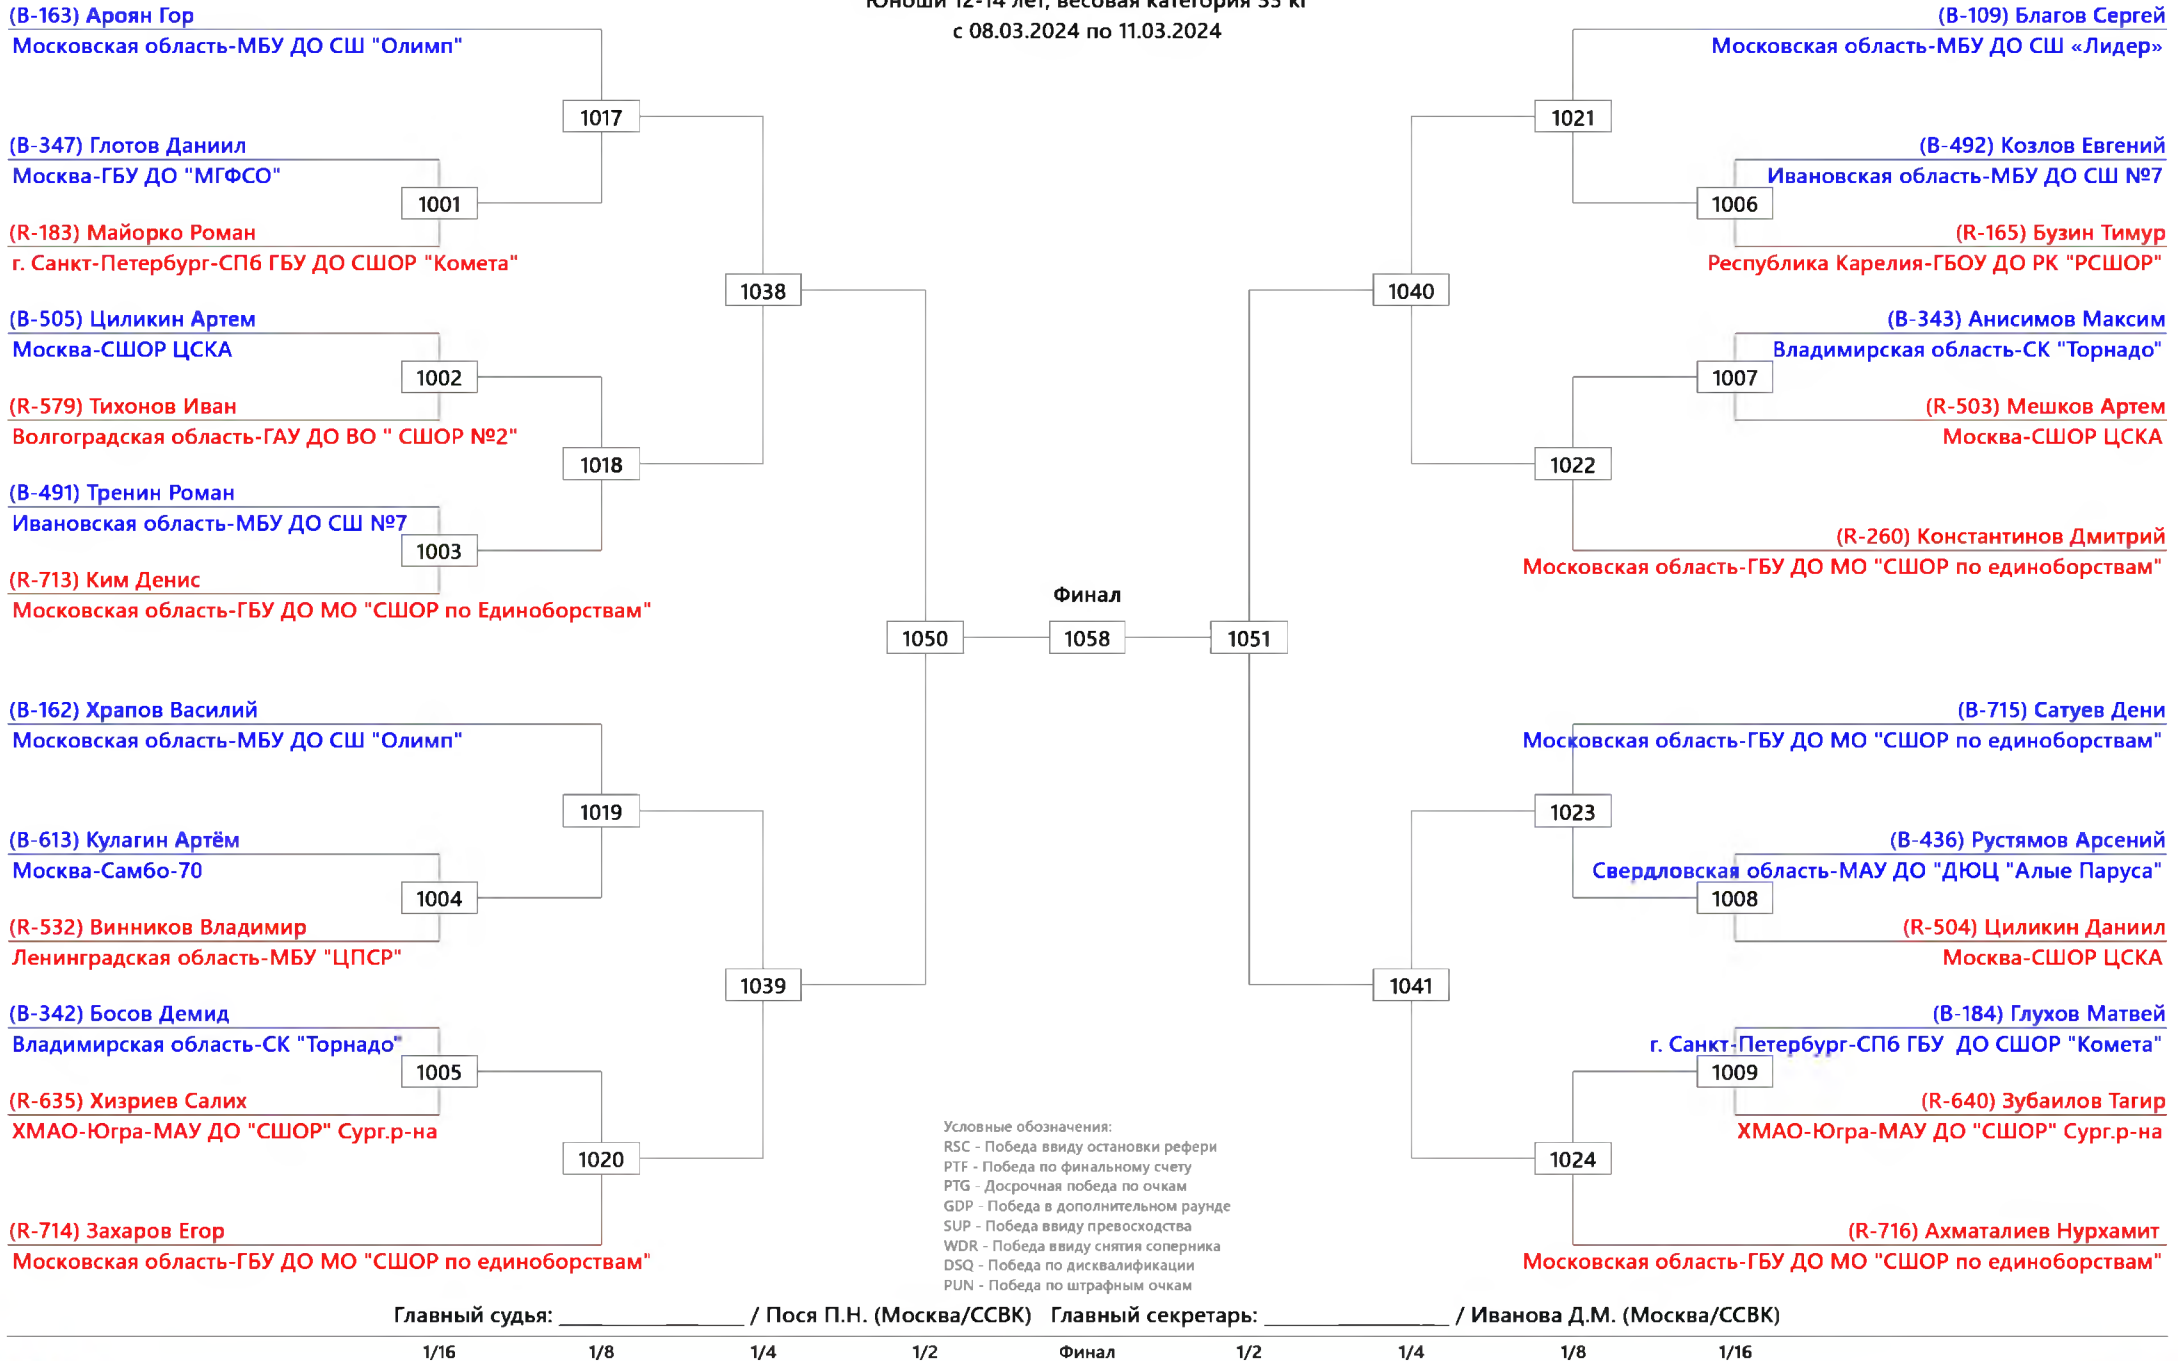 Юноши 12-14 лет, весовая категория 33 кг
с 08.03.2024 по 11.03.2024
(B-163) Ароян Гор
Московская область-МБУ ДО СШ "Олимп"
1017
(B-347) Глотов Даниил
Москва-ГБУ ДО "МГФСО"
1001
(R-183) Майорко Роман
г. Санкт-Петербург-СПб ГБУ ДО СШОР "Комета"
1038
(B-505) Циликин Артем
Москва-СШОР ЦСКА
1002
(R-579) Тихонов Иван
Волгоградская область-ГАУ ДО ВО " СШОР №2"
1018
(B-491) Тренин Роман
Ивановская область-МБУ ДО СШ №7
1003
(R-713) Ким Денис
Московская область-ГБУ ДО МО "СШОР по Единоборствам"
1050
(B-162) Храпов Василий
Московская область-МБУ ДО СШ "Олимп"
1019
(B-613) Кулагин Артём
Москва-Самбо-70
1004
(R-532) Винников Владимир
Ленинградская область-МБУ "ЦПСР"
1039
(B-342) Босов Демид
Владимирская область-СК "Торнадо"
1005
(R-635) Хизриев Салих
ХМАО-Югра-МАУ ДО "СШОР" Сург.р-на
1020
(R-714) Захаров Егор
Московская область-ГБУ ДО МО "СШОР по единоборствам"
Финал
1058
(B-109) Благов Сергей
Московская область-МБУ ДО СШ «Лидер»
1021
(B-492) Козлов Евгений
Ивановская область-МБУ ДО СШ №7
1006
(R-165) Бузин Тимур
Республика Карелия-ГБОУ ДО РК "РСШОР"
1040
(B-343) Анисимов Максим
Владимирская область-СК "Торнадо"
1007
(R-503) Мешков Артем
Москва-СШОР ЦСКА
1022
(R-260) Константинов Дмитрий
Московская область-ГБУ ДО МО "СШОР по единоборствам"
1051
(B-715) Сатуев Дени
Московская область-ГБУ ДО МО "СШОР по единоборствам"
1023
(B-436) Рустямов Арсений
Свердловская область-МАУ ДО "ДЮЦ "Алые Паруса"
1008
(R-504) Циликин Даниил
Москва-СШОР ЦСКА
1041
(B-184) Глухов Матвей
г. Санкт-Петербург-СПб ГБУ ДО СШОР "Комета"
1009
(R-640) Зубаилов Тагир
ХМАО-Югра-МАУ ДО "СШОР" Сург.р-на
1024
(R-716) Ахматалиев Нурхамит
Московская область-ГБУ ДО МО "СШОР по единоборствам"
Условные обозначения:
RSC - Победа ввиду остановки рефери
PTF - Победа по финальному счету
PTG - Досрочная победа по очкам
GDP - Победа в дополнительном раунде
SUP - Победа ввиду превосходства
WDR - Победа ввиду снятия соперника
DSQ - Победа по дисквалификации
PUN - Победа по штрафным очкам
Главный судья: ________________ / Пося П.Н. (Москва/ССВК) Главный секретарь: ________________ / Иванова Д.М. (Москва/ССВК)
1/16 1/8 1/4 1/2 Финал 1/2 1/4 1/8 1/16